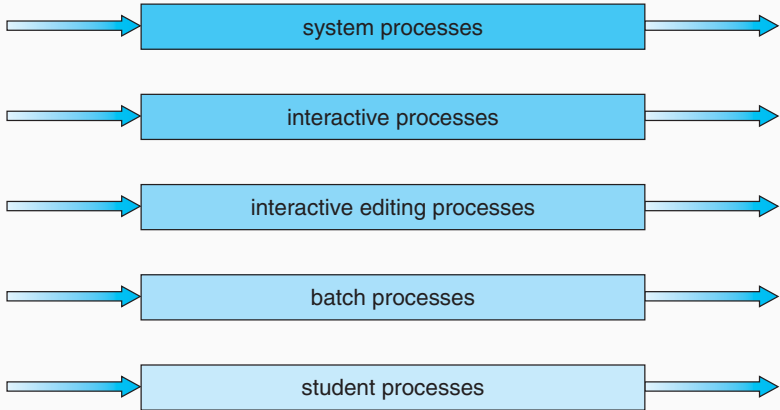 system processes
interactive processes
interactive editing processes
batch processes
student processes